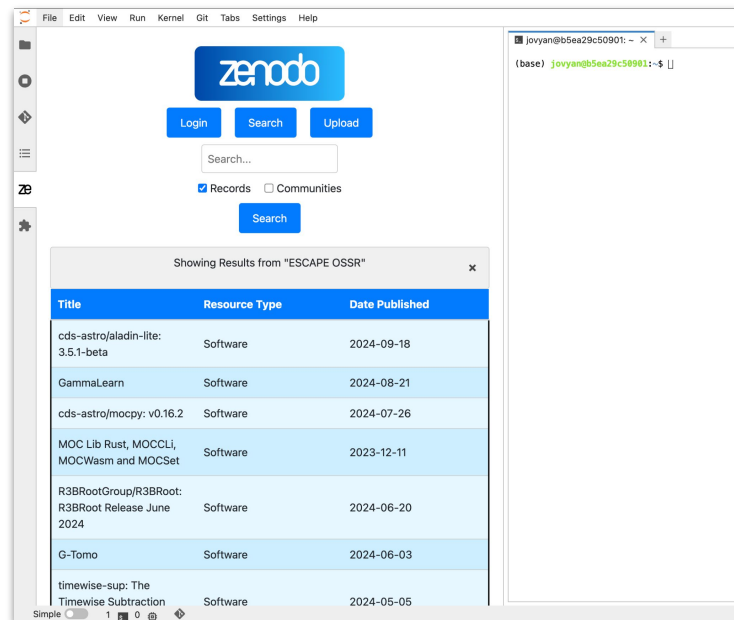 File Edit View Run Kernel Git Tabs Settings Help
jovyan@b5ea29c50901: ~
(base) jovyan@b5ea29c50901:~$
zenodo
Login Search Upload
Search...
Records Communities
Search
ze
Showing Results from "ESCAPE OSSR"
Title Resource Type Date Published
cds-astro/aladin-lite:
3.5.1-beta
Software 2024-09-18
GammaLearn Software 2024-08-21
cds-astro/mocpy: v0.16.2 Software 2024-07-26
MOC Lib Rust, MOCCLi,
MOCWasm and MOCSet
Software 2023-12-11
R3BRootGroup/R3BRoot:
R3BRoot Release June
2024
Software 2024-06-20
G-Tomo Software 2024-06-03
timewise-sup: The
Timewise Subtraction
Software 2024-05-05
Simple 1 0